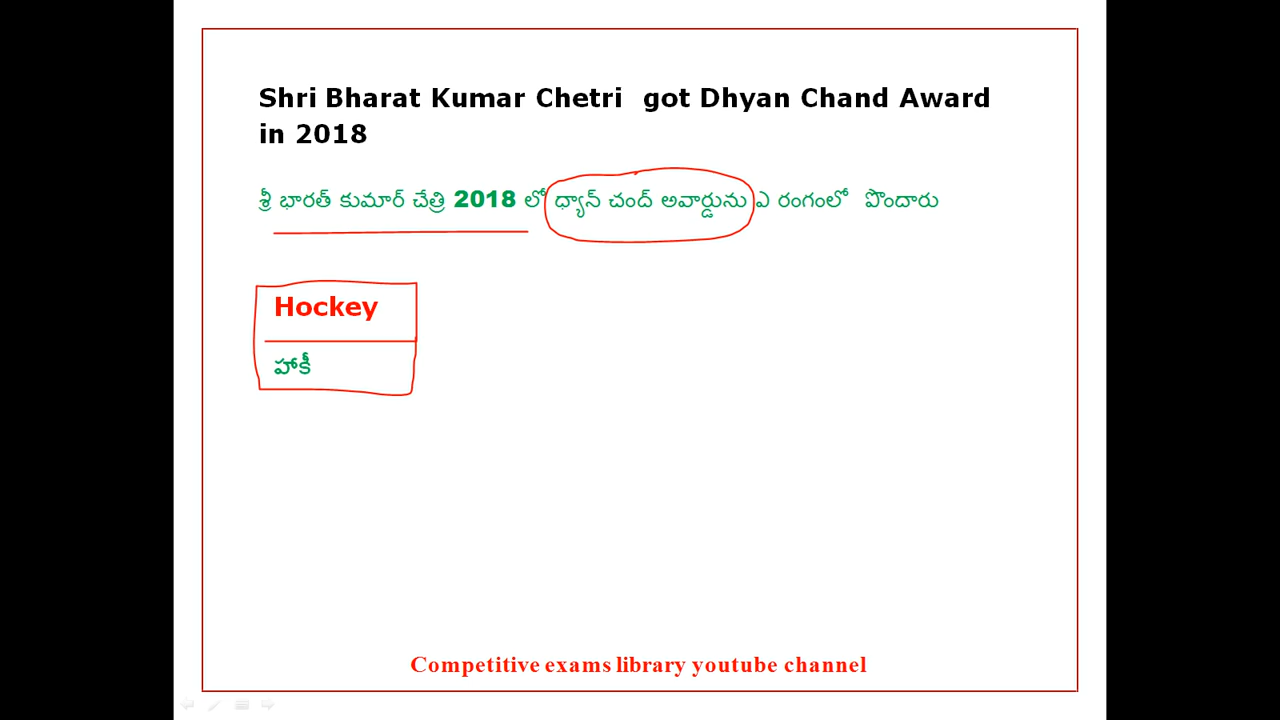 Shri Bharat Kumar Chetri got Dhyan Chand Award
in 2018
శ్రీ భారత్ కుమార్ చేత్రి 2018 లో ధ్యాన్ చంద్ అవార్డును ఏ రంగంలో పొందారు
Hockey
హాకీ
Competitive exams library youtube channel